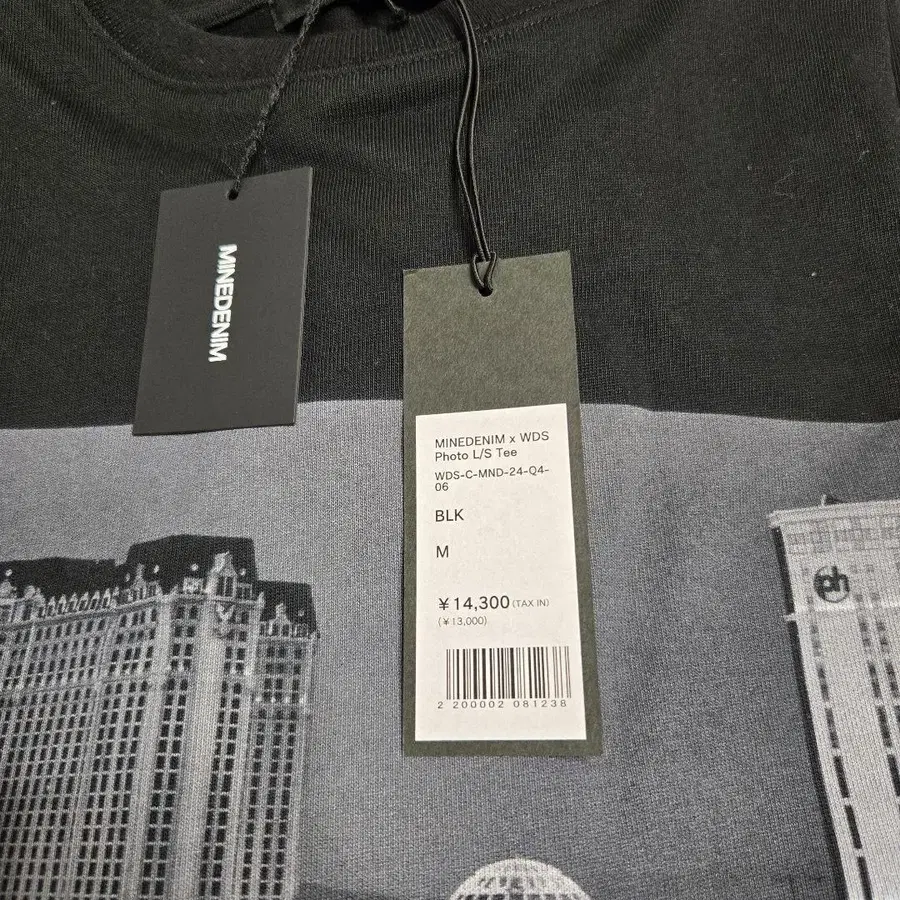 MINEDENIM
MINEDENIM x WDS
Photo L/S Tee
WDS-C-MND-24-Q4-
06
BLK
M
¥14,300 (TAX IN)
(¥13,000)
2 200002 081238
ph